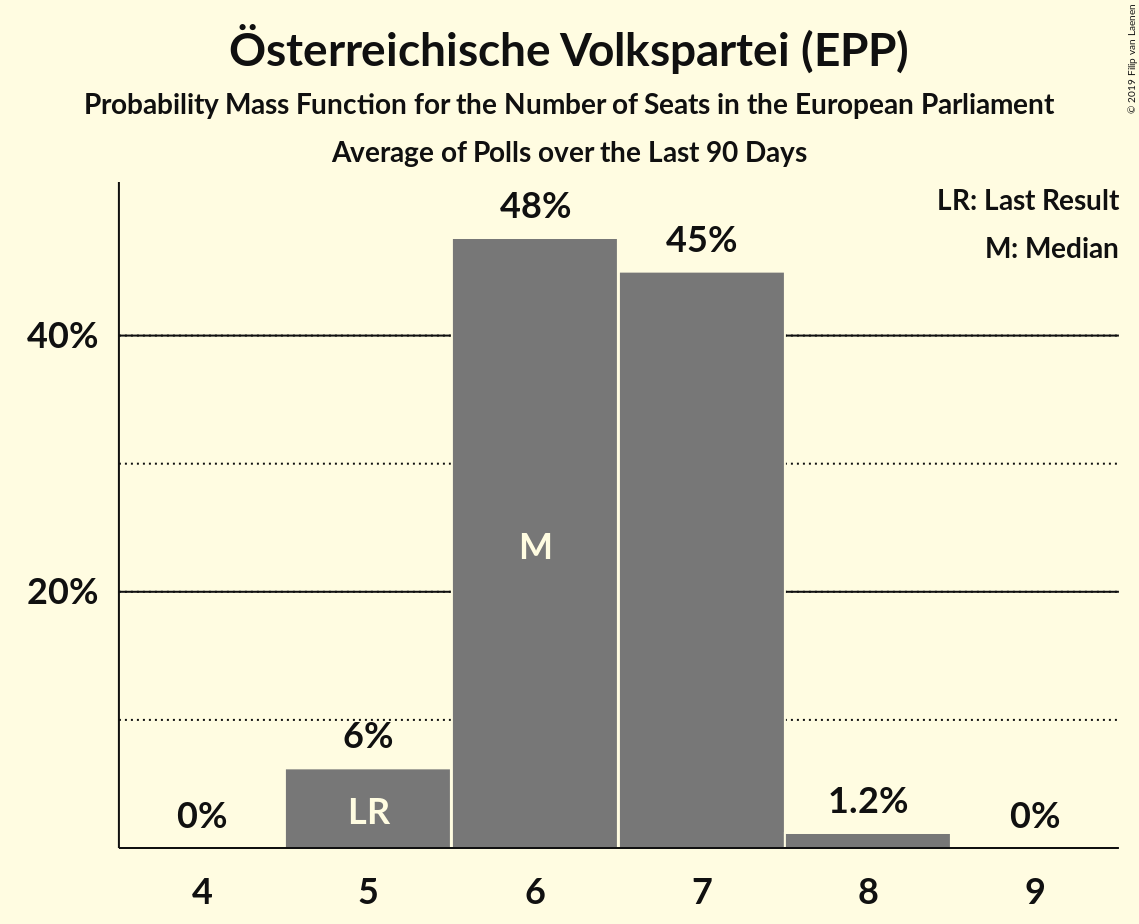 Österreichische Volkspartei (EPP)
Probability Mass Function for the Number of Seats in the European Parliament
Average of Polls over the Last 90 Days
© 2019 Filip van Laenen
LR: Last Result
M: Median
48%
45%
40%
M
20%
6%
LR
0%
1.2%
0%
4 5 6 7 8 9